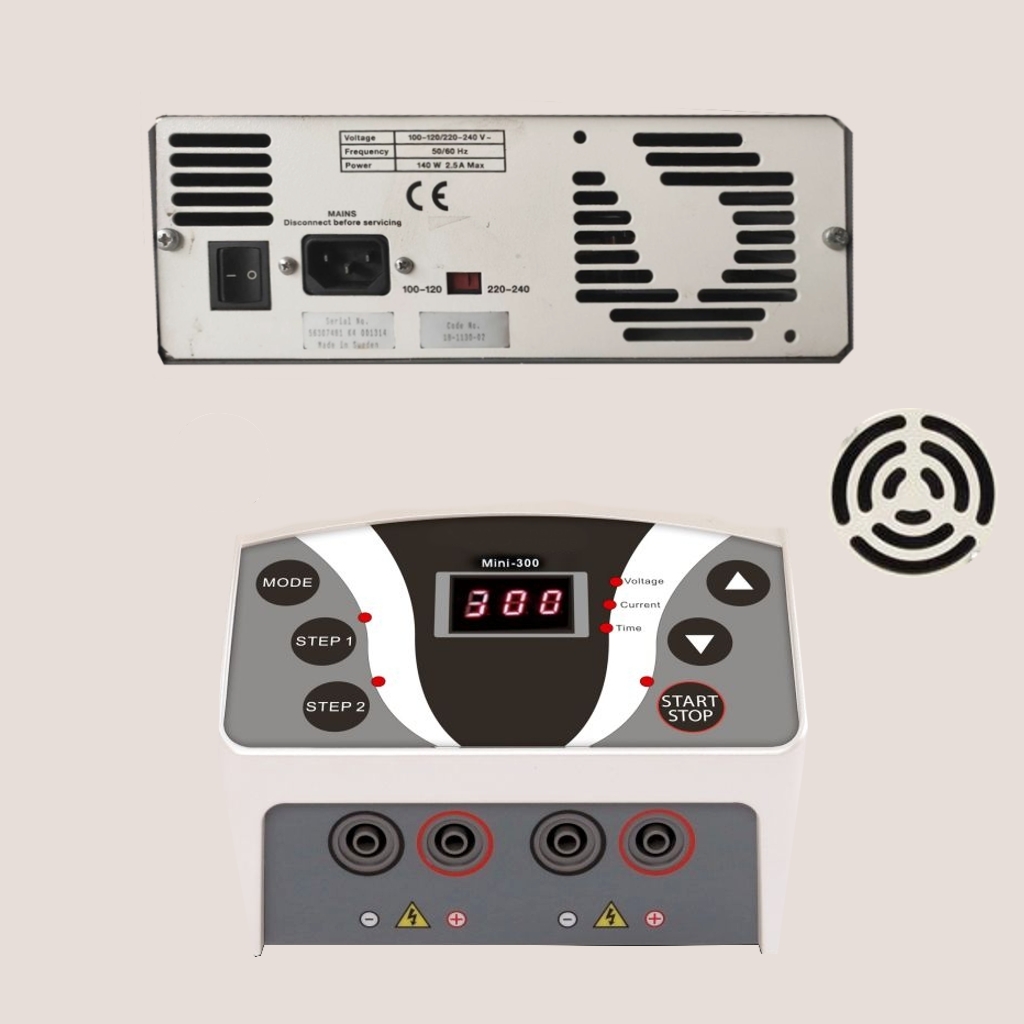 Voltage 100-120/220-240 V~
Frequency 50/60 Hz
Power 140 W 2.5A Max
CE
MAINS
Disconnect before servicing
I O
100-120 220-240
Serial No.
Made in Sweden
Code No.
Mini-300
300
MODE
STEP 1
STEP 2
Voltage
Current
Time
START
STOP
- + - +